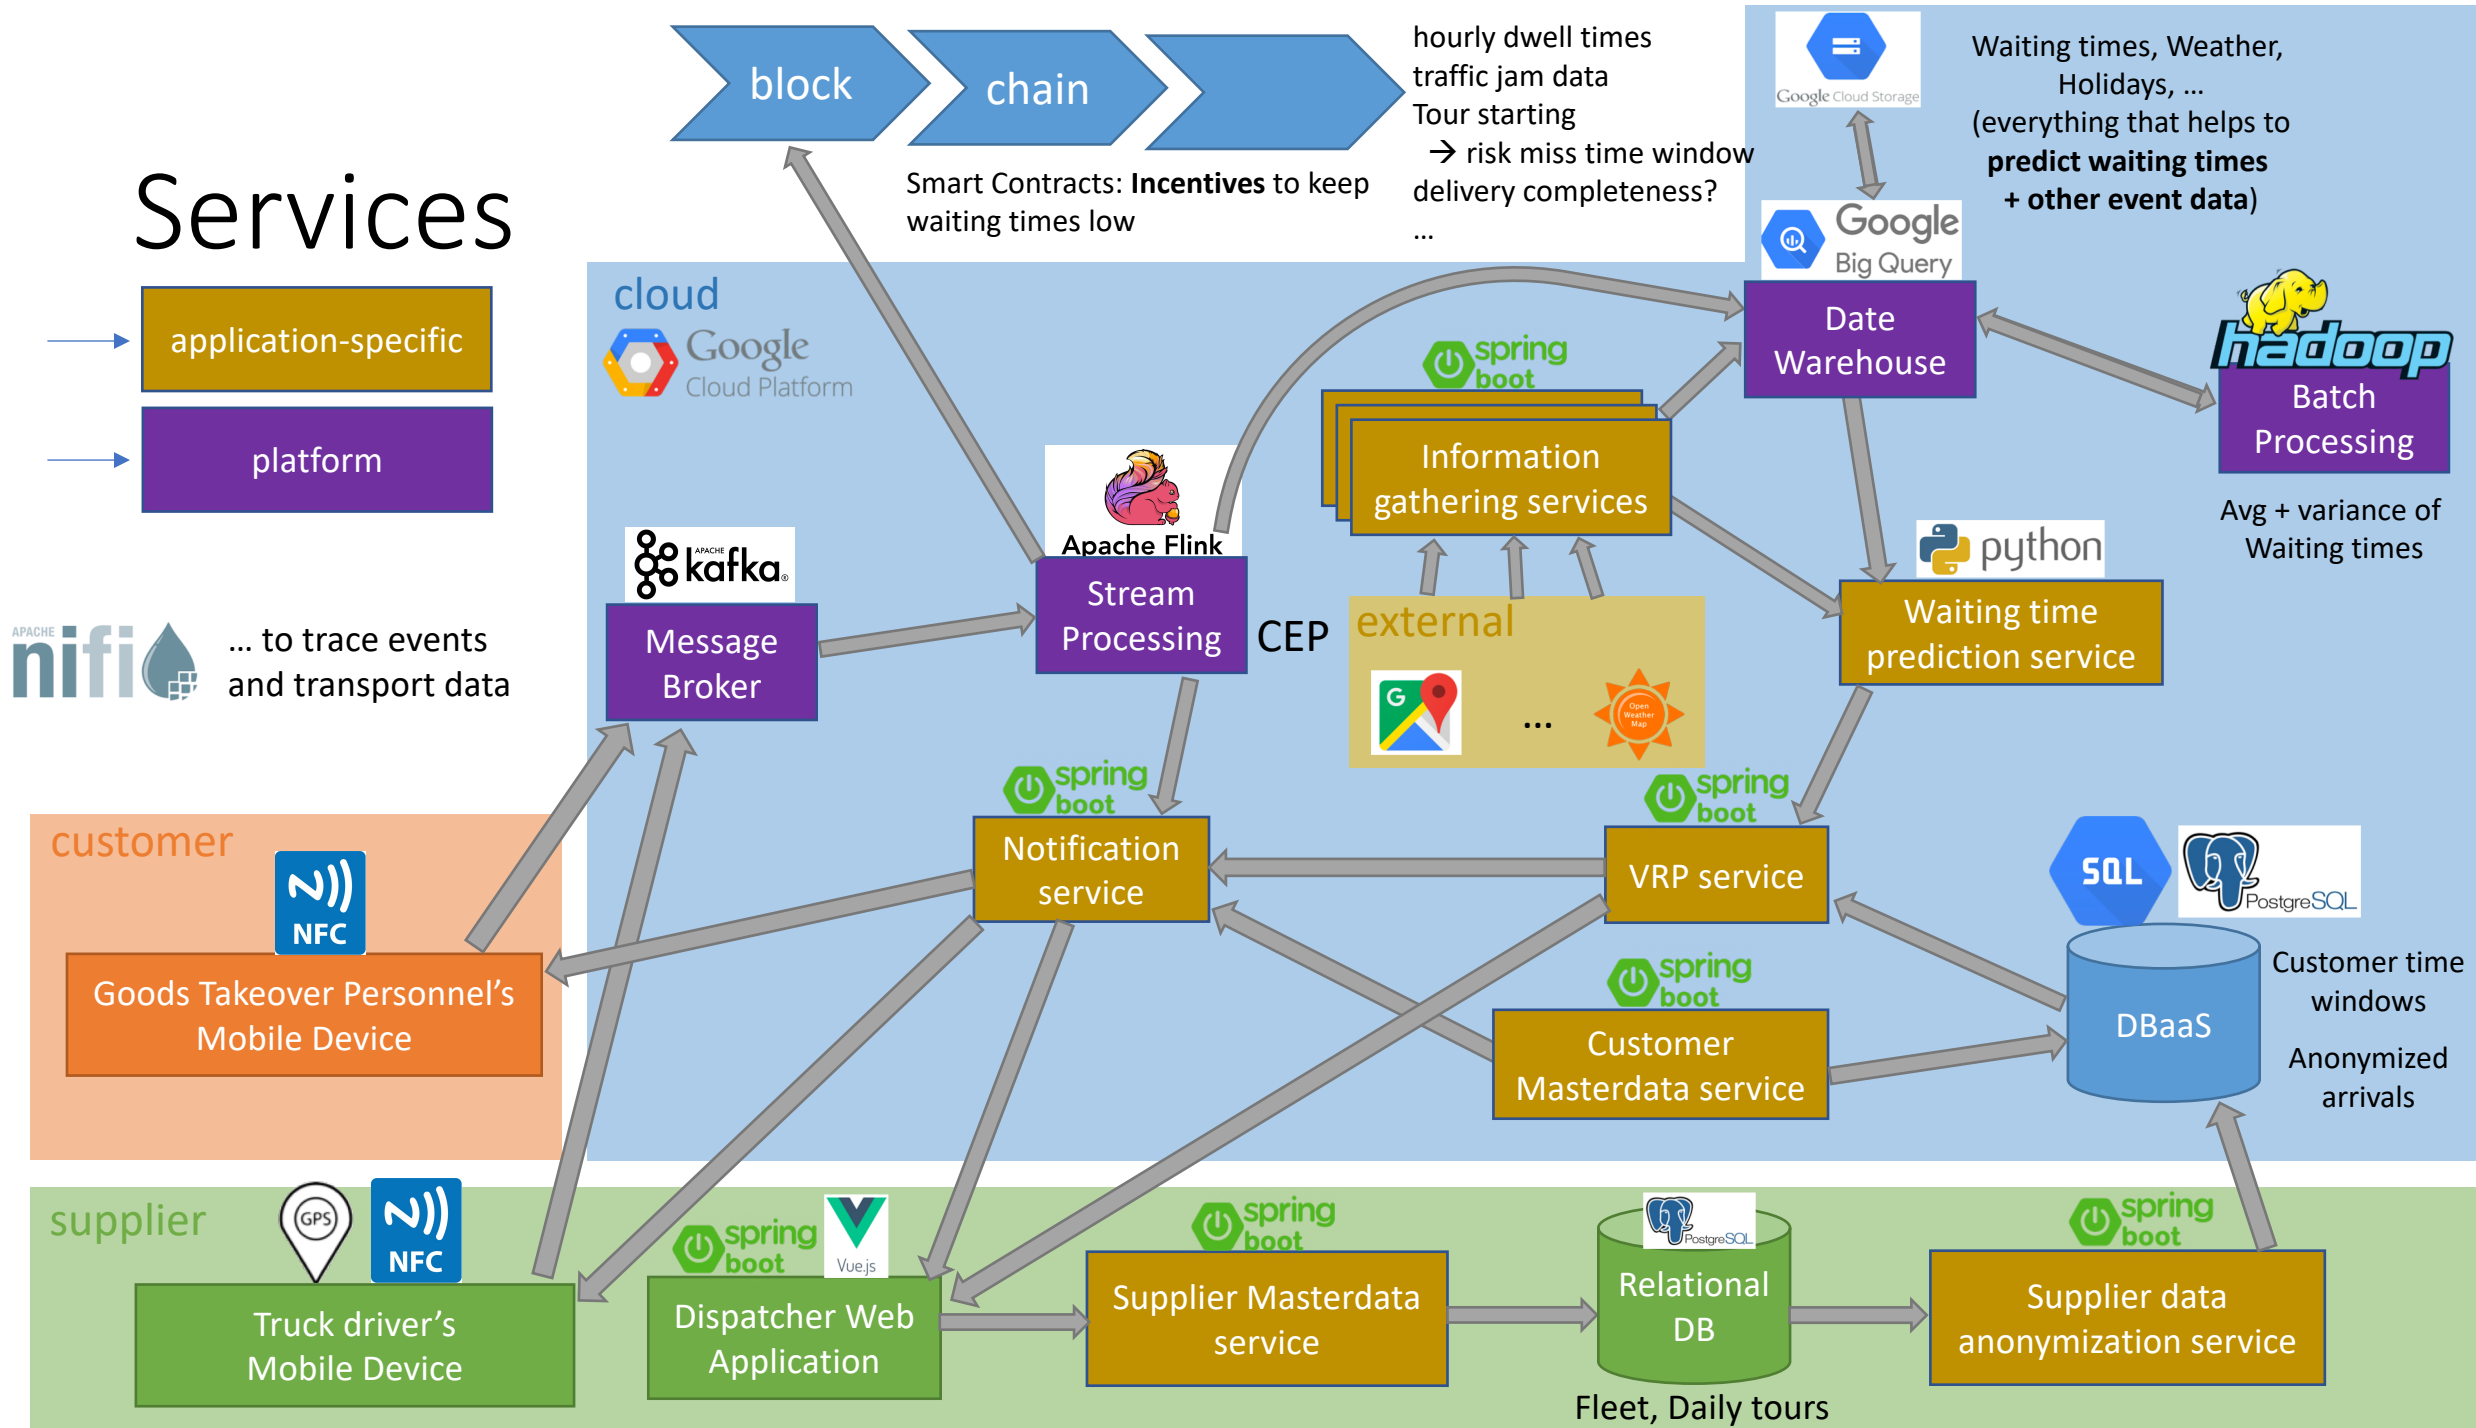 Services
application-specific
platform
APACHE
nifi
... to trace events
and transport data
block
chain
Smart Contracts: Incentives to keep
waiting times low
hourly dwell times
traffic jam data
Tour starting
→ risk miss time window
delivery completeness?
...
Google Cloud Storage
Waiting times, Weather,
Holidays, ...
(everything that helps to
predict waiting times
+ other event data)
Google
Big Query
Date
Warehouse
hadoop
Batch
Processing
Avg + variance of
Waiting times
cloud
Google
Cloud Platform
spring
boot
Information
gathering services
APACHE
kafka®
Message
Broker
Apache Flink
Stream
Processing
CEP
external
G
...
Open
Weather
Map
python
Waiting time
prediction service
spring
boot
Notification
service
spring
boot
VRP service
spring
boot
Customer
Masterdata service
SQL
PostgreSQL
DBaaS
Customer time
windows
Anonymized
arrivals
customer
NFC
Goods Takeover Personnel's
Mobile Device
supplier
GPS
NFC
Truck driver's
Mobile Device
spring
boot
Vue.js
Dispatcher Web
Application
spring
boot
Supplier Masterdata
service
PostgreSQL
Relational
DB
Fleet, Daily tours
spring
boot
Supplier data
anonymization service